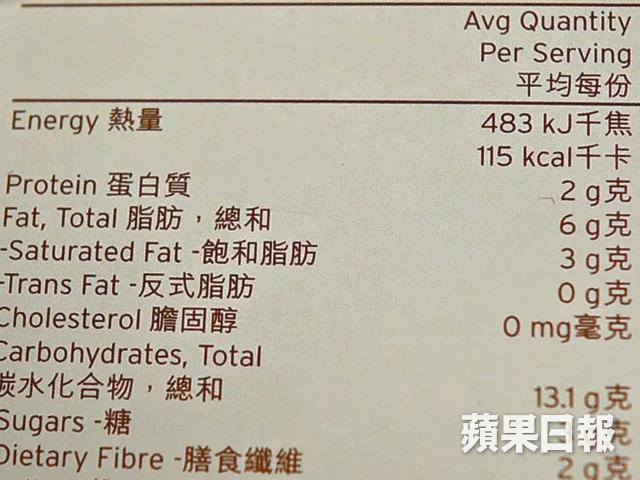 Avg Quantity
Per Serving
平均每份
Energy 熱量 483 kJ千焦
115 kcal千卡
Protein 蛋白質 2 g克
Fat, Total 脂肪，總和 6 g克
-Saturated Fat -飽和脂肪 3 g克
-Trans Fat -反式脂肪 0 g克
Cholesterol 膽固醇 0 mg毫克
Carbohydrates, Total
碳水化合物，總和 13.1 g克
Sugars -糖
蘋果日報
Dietary Fibre -膳食纖維 2 g克